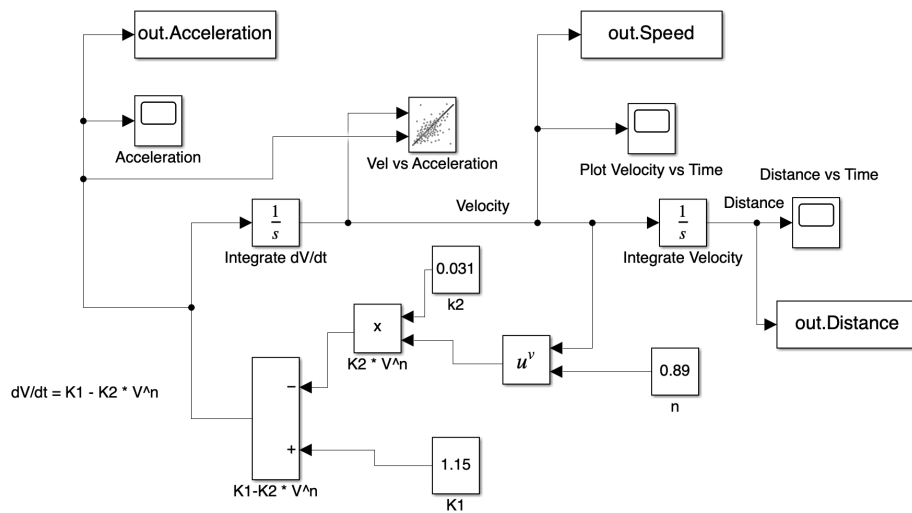 out.Acceleration
out.Speed
Acceleration
Vel vs Acceleration
Plot Velocity vs Time
Distance vs Time
Velocity
Distance
1
s
Integrate dV/dt
1
s
Integrate Velocity
0.031
k2
x
K2 * V^n
out.Distance
u^v
0.89
n
dV/dt = K1 - K2 * V^n
−
+
K1-K2 * V^n
1.15
K1